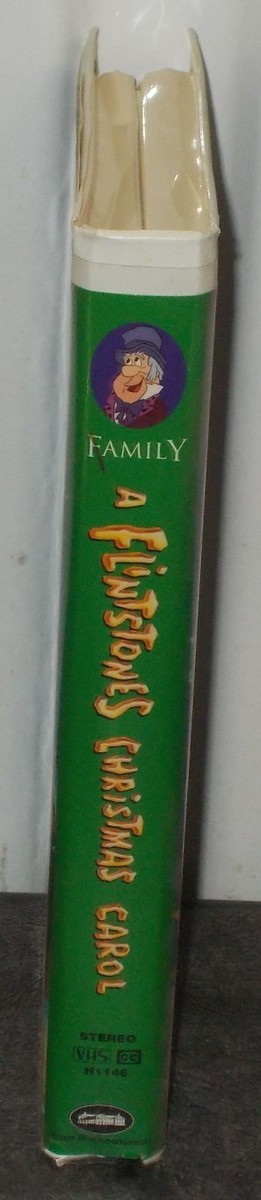 FAMILY
A FLINTSTONES CHRISTMAS CAROL
STEREO
VHS CC
H1146